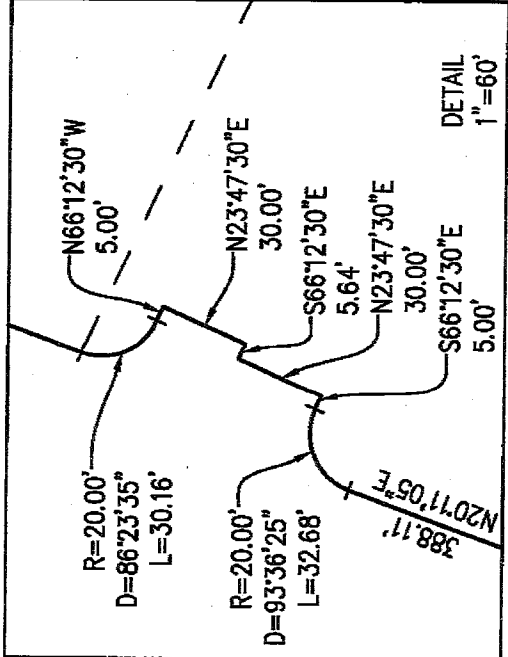 N66°12'30"W
5.00'
N23°47'30"E
30.00'
S66°12'30"E
5.64'
N23°47'30"E
30.00'
S66°12'30"E
5.00'
R=20.00'
D=86°23'35"
L=30.16'
R=20.00'
D=93°36'25"
L=32.68'
388.11'
N20°11'05"E
DETAIL
1"=60'